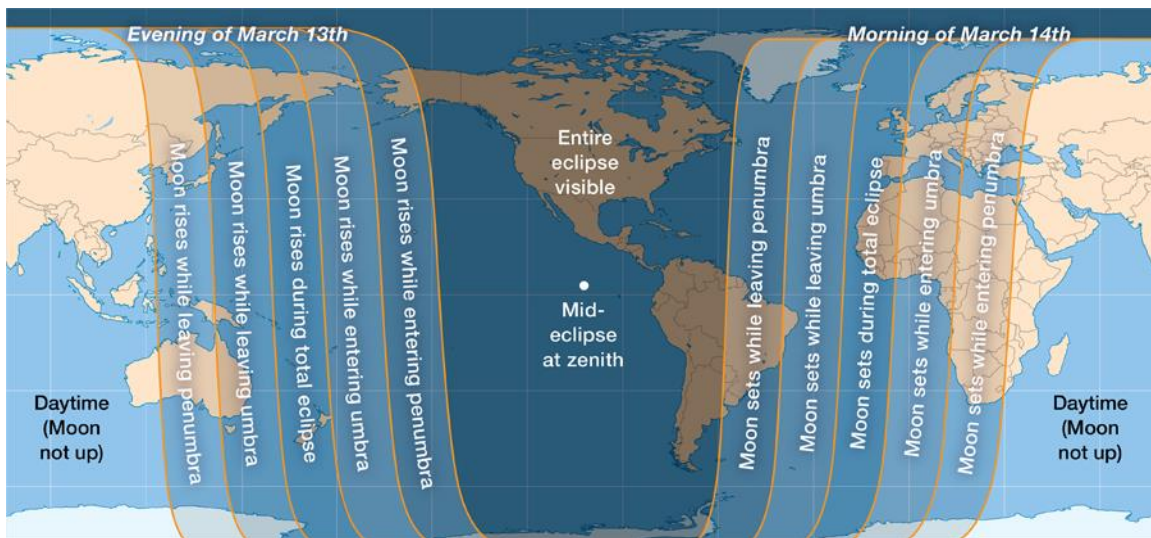 Evening of March 13th
Morning of March 14th
Moon rises while leaving penumbra
Moon rises while leaving umbra
Moon rises during total eclipse
Moon rises while entering umbra
Moon rises while entering penumbra
Entire
eclipse
visible
Mid-
eclipse
at zenith
Moon sets while leaving penumbra
Moon sets while leaving umbra
Moon sets during total eclipse
Moon sets while entering umbra
Moon sets while entering penumbra
Daytime
(Moon
not up)
Daytime
(Moon
not up)